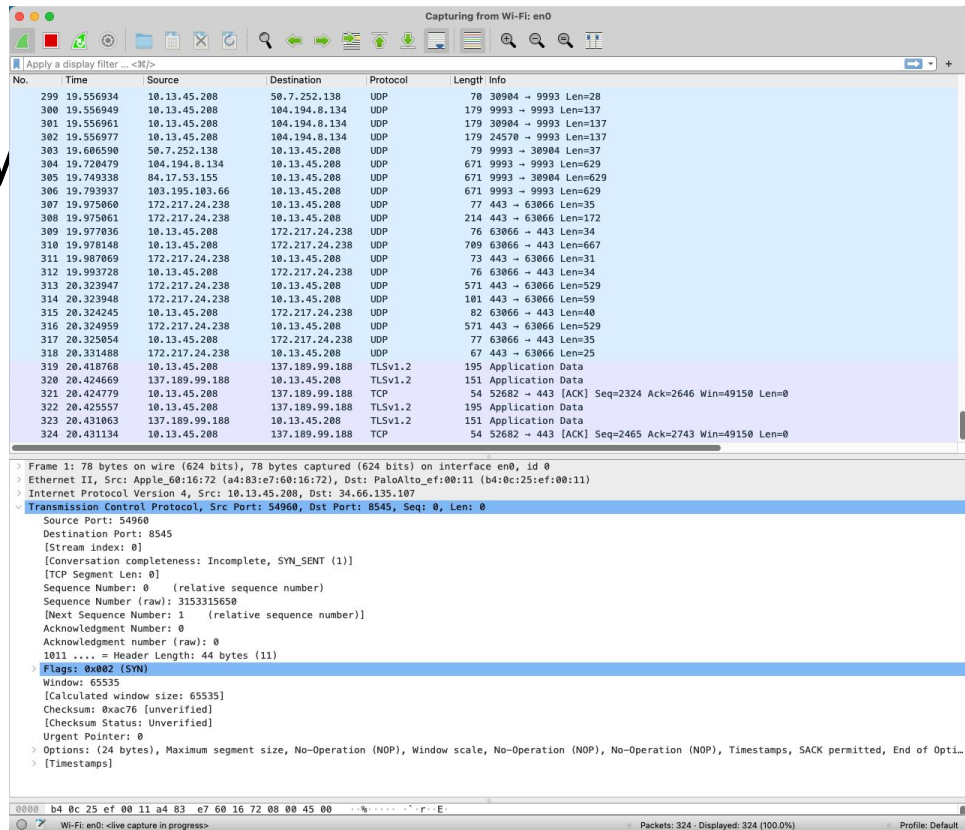 Capturing from Wi-Fi: en0
Apply a display filter ... <⌘/>
No. Time Source Destination Protocol Length Info
299 19.556934 10.13.45.208 50.7.252.138 UDP 70 30904 → 9993 Len=28
300 19.556949 10.13.45.208 104.194.8.134 UDP 179 9993 → 9993 Len=137
301 19.556961 10.13.45.208 104.194.8.134 UDP 179 30904 → 9993 Len=137
302 19.556977 10.13.45.208 104.194.8.134 UDP 179 24570 → 9993 Len=137
303 19.606590 50.7.252.138 10.13.45.208 UDP 79 9993 → 30904 Len=37
304 19.720479 104.194.8.134 10.13.45.208 UDP 671 9993 → 9993 Len=629
305 19.749338 84.17.53.155 10.13.45.208 UDP 671 9993 → 30904 Len=629
306 19.793937 103.195.103.66 10.13.45.208 UDP 671 9993 → 9993 Len=629
307 19.975060 172.217.24.238 10.13.45.208 UDP 77 443 → 63066 Len=35
308 19.975061 172.217.24.238 10.13.45.208 UDP 214 443 → 63066 Len=172
309 19.977036 10.13.45.208 172.217.24.238 UDP 76 63066 → 443 Len=34
310 19.978148 10.13.45.208 172.217.24.238 UDP 709 63066 → 443 Len=667
311 19.987069 172.217.24.238 10.13.45.208 UDP 73 443 → 63066 Len=31
312 19.993728 10.13.45.208 172.217.24.238 UDP 76 63066 → 443 Len=34
313 20.323947 172.217.24.238 10.13.45.208 UDP 571 443 → 63066 Len=529
314 20.323948 172.217.24.238 10.13.45.208 UDP 101 443 → 63066 Len=59
315 20.324245 10.13.45.208 172.217.24.238 UDP 82 63066 → 443 Len=40
316 20.324959 172.217.24.238 10.13.45.208 UDP 571 443 → 63066 Len=529
317 20.325054 10.13.45.208 172.217.24.238 UDP 77 63066 → 443 Len=35
318 20.331488 172.217.24.238 10.13.45.208 UDP 67 443 → 63066 Len=25
319 20.418768 10.13.45.208 137.189.99.188 TLSv1.2 195 Application Data
320 20.424669 137.189.99.188 10.13.45.208 TLSv1.2 151 Application Data
321 20.424779 10.13.45.208 137.189.99.188 TCP 54 52682 → 443 [ACK] Seq=2324 Ack=2646 Win=49150 Len=0
322 20.425557 10.13.45.208 137.189.99.188 TLSv1.2 195 Application Data
323 20.431063 137.189.99.188 10.13.45.208 TLSv1.2 151 Application Data
324 20.431134 10.13.45.208 137.189.99.188 TCP 54 52682 → 443 [ACK] Seq=2465 Ack=2743 Win=49150 Len=0
Frame 1: 78 bytes on wire (624 bits), 78 bytes captured (624 bits) on interface en0, id 0
Ethernet II, Src: Apple_60:16:72 (a4:83:e7:60:16:72), Dst: PaloAlto_ef:00:11 (b4:0c:25:ef:00:11)
Internet Protocol Version 4, Src: 10.13.45.208, Dst: 34.66.135.107
Transmission Control Protocol, Src Port: 54960, Dst Port: 8545, Seq: 0, Len: 0
Source Port: 54960
Destination Port: 8545
[Stream index: 0]
[Conversation completeness: Incomplete, SYN_SENT (1)]
[TCP Segment Len: 0]
Sequence Number: 0 (relative sequence number)
Sequence Number (raw): 3153315650
[Next Sequence Number: 1 (relative sequence number)]
Acknowledgment Number: 0
Acknowledgment number (raw): 0
1011 .... = Header Length: 44 bytes (11)
Flags: 0x002 (SYN)
Window: 65535
[Calculated window size: 65535]
Checksum: 0xac76 [unverified]
[Checksum Status: Unverified]
Urgent Pointer: 0
Options: (24 bytes), Maximum segment size, No-Operation (NOP), Window scale, No-Operation (NOP), No-Operation (NOP), Timestamps, SACK permitted, End of Opti…
[Timestamps]
0000 b4 0c 25 ef 00 11 a4 83 e7 60 16 72 08 00 45 00 ··%····· ·`·r··E·
Wi-Fi: en0: <live capture in progress> Packets: 324 · Displayed: 324 (100.0%) Profile: Default